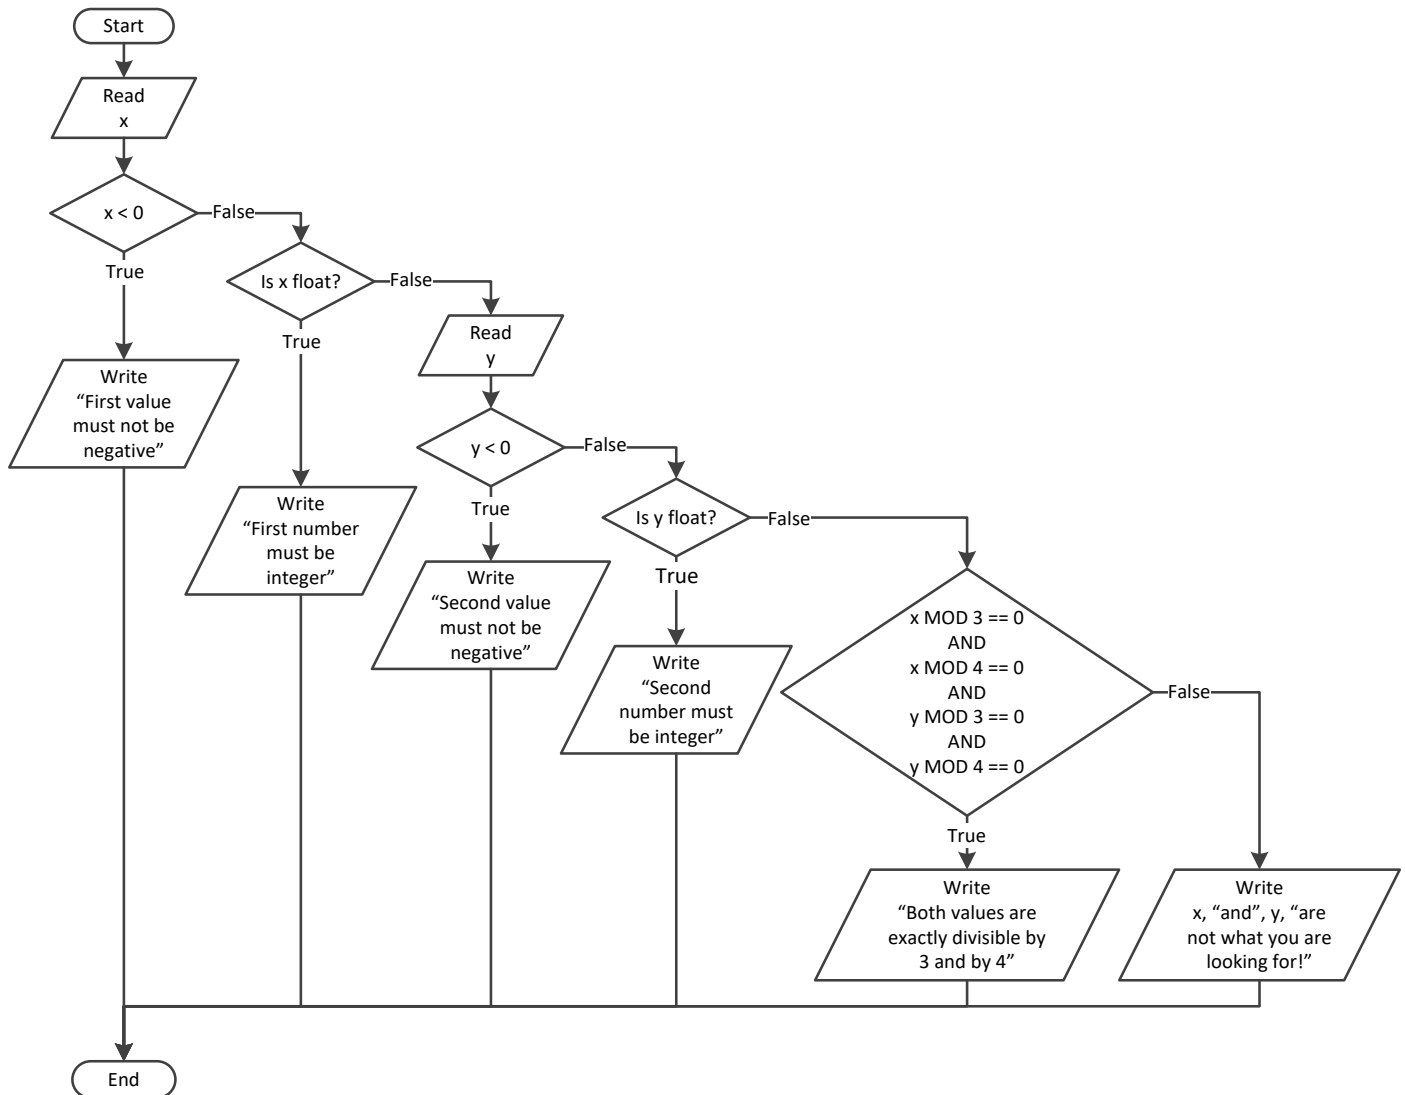 Start
Read
x
x < 0
False
True
Is x float?
False
True
Read
y
Write
“First value
must not be
negative”
y < 0
False
True
Write
“First number
must be
integer”
Is y float?
False
True
Write
“Second value
must not be
negative”
x MOD 3 == 0
AND
x MOD 4 == 0
AND
y MOD 3 == 0
AND
y MOD 4 == 0
False
True
Write
“Second
number must
be integer”
Write
“Both values are
exactly divisible by
3 and by 4”
Write
x, “and”, y, “are
not what you are
looking for!”
End